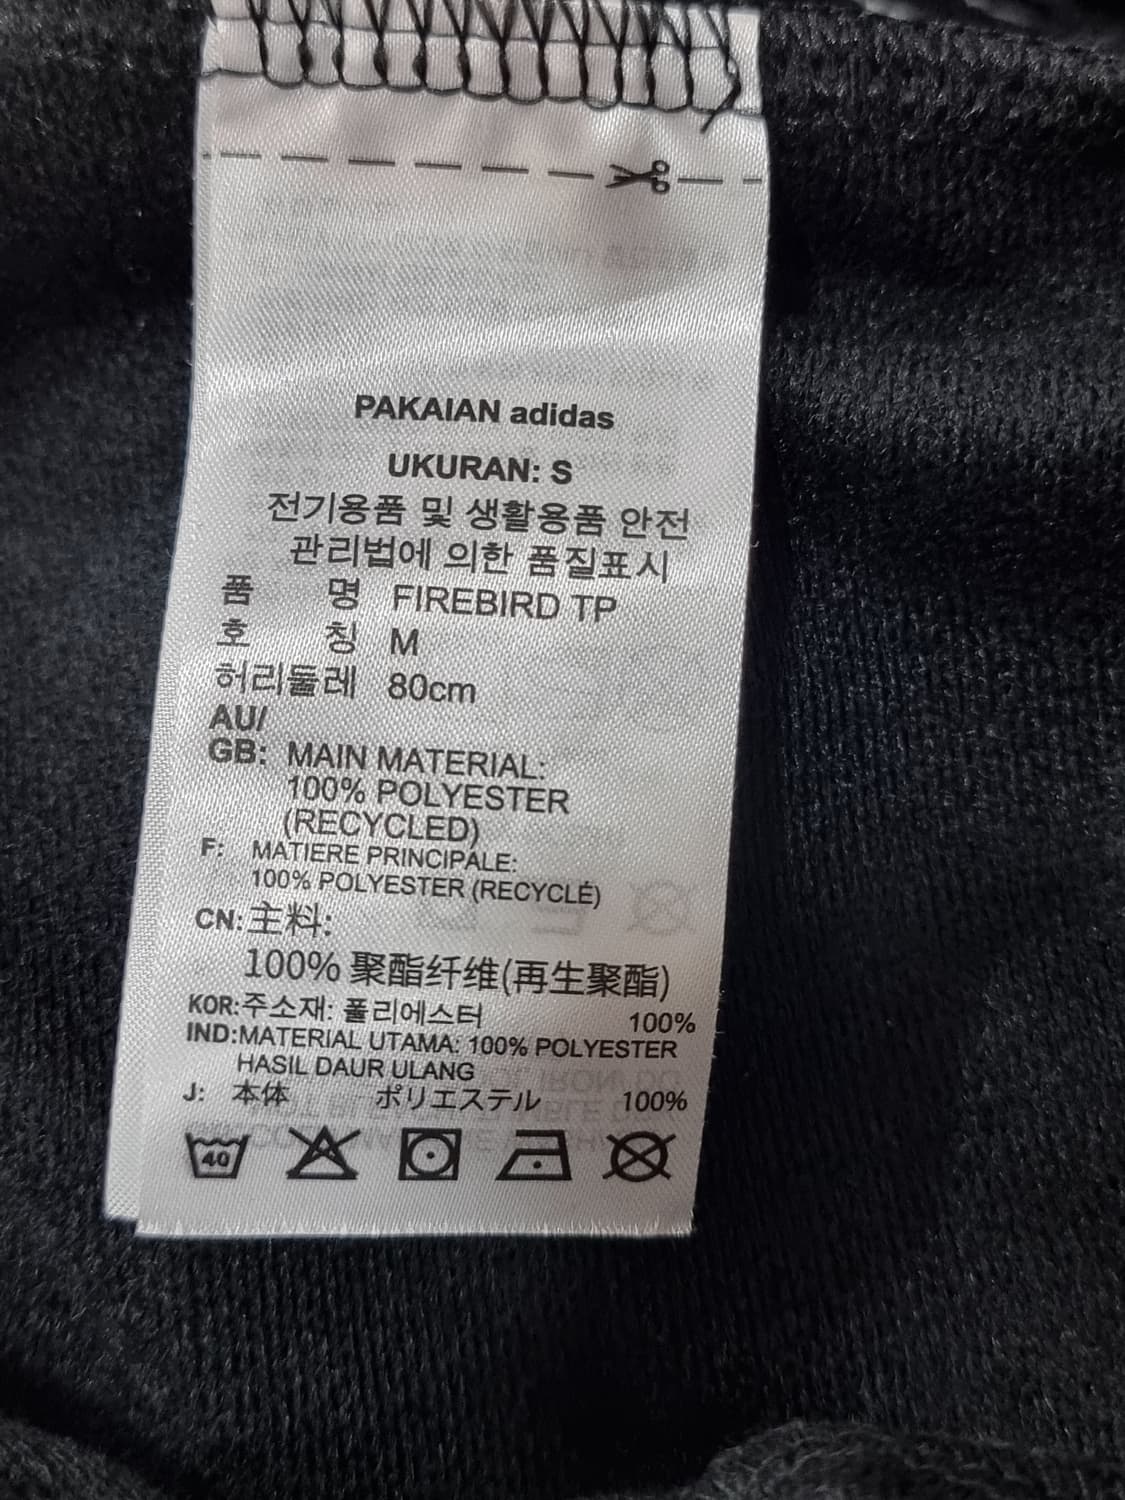 PAKAIAN adidas
UKURAN: S
전기용품 및 생활용품 안전
관리법에 의한 품질표시
품 명 FIREBIRD TP
호 칭 M
허리둘레 80cm
AU/
GB: MAIN MATERIAL:
100% POLYESTER
(RECYCLED)
F: MATIERE PRINCIPALE:
100% POLYESTER (RECYCLÉ)
CN: 主料:
100% 聚酯纤维(再生聚酯)
KOR: 주소재: 폴리에스터 100%
IND: MATERIAL UTAMA: 100% POLYESTER
HASIL DAUR ULANG
J: 本体 ポリエステル 100%
40